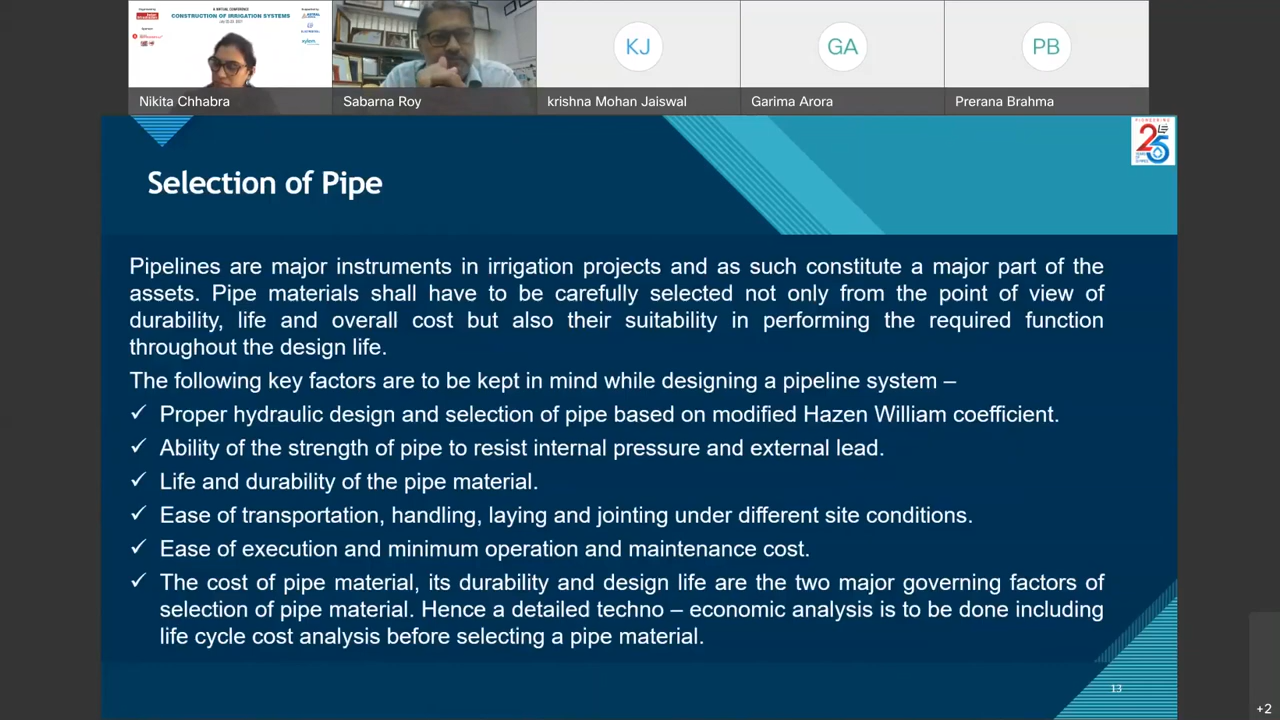 A VIRTUAL CONFERENCE
CONSTRUCTION OF IRRIGATION SYSTEMS
Nikita Chhabra
Sabarna Roy
KJ
krishna Mohan Jaiswal
GA
Garima Arora
PB
Prerana Brahma
PIONEERING
25
Selection of Pipe
Pipelines are major instruments in irrigation projects and as such constitute a major part of the
assets. Pipe materials shall have to be carefully selected not only from the point of view of
durability, life and overall cost but also their suitability in performing the required function
throughout the design life.
The following key factors are to be kept in mind while designing a pipeline system –
✓ Proper hydraulic design and selection of pipe based on modified Hazen William coefficient.
✓ Ability of the strength of pipe to resist internal pressure and external lead.
✓ Life and durability of the pipe material.
✓ Ease of transportation, handling, laying and jointing under different site conditions.
✓ Ease of execution and minimum operation and maintenance cost.
✓ The cost of pipe material, its durability and design life are the two major governing factors of
selection of pipe material. Hence a detailed techno – economic analysis is to be done including
life cycle cost analysis before selecting a pipe material.
13
+2